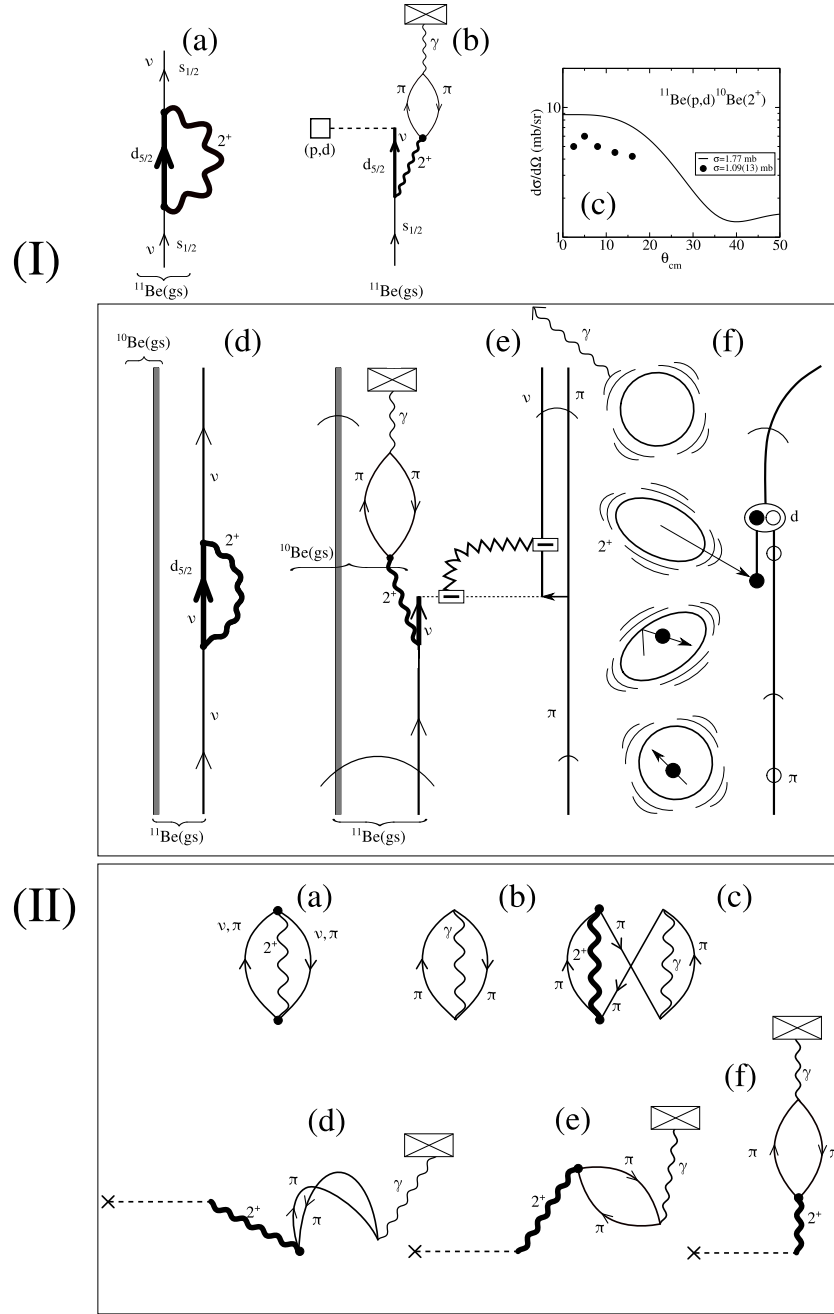 (I)
(a)
ν
s1/2
d5/2
2+
ν
s1/2
11Be(gs)
(b)
γ
π
π
(p,d)
ν
d5/2
2+
s1/2
11Be(gs)
11Be(p,d)10Be(2+)
dσ/dΩ (mb/sr)
10
1
σ=1.77 mb
σ=1.09(13) mb
(c)
0 10 20 30 40 50
θcm
10Be(gs)
(d)
ν
2+
d5/2
ν
ν
11Be(gs)
(e)
γ
π
π
10Be(gs)
2+
ν
11Be(gs)
ν
π
π
(f)
γ
2+
d
π
(II)
(a)
ν,π
2+
ν,π
(b)
γ
π
π
(c)
π
2+
π
π
γ
π
(d)
2+
π
π
γ
(e)
2+
π
π
γ
(f)
γ
π
π
2+